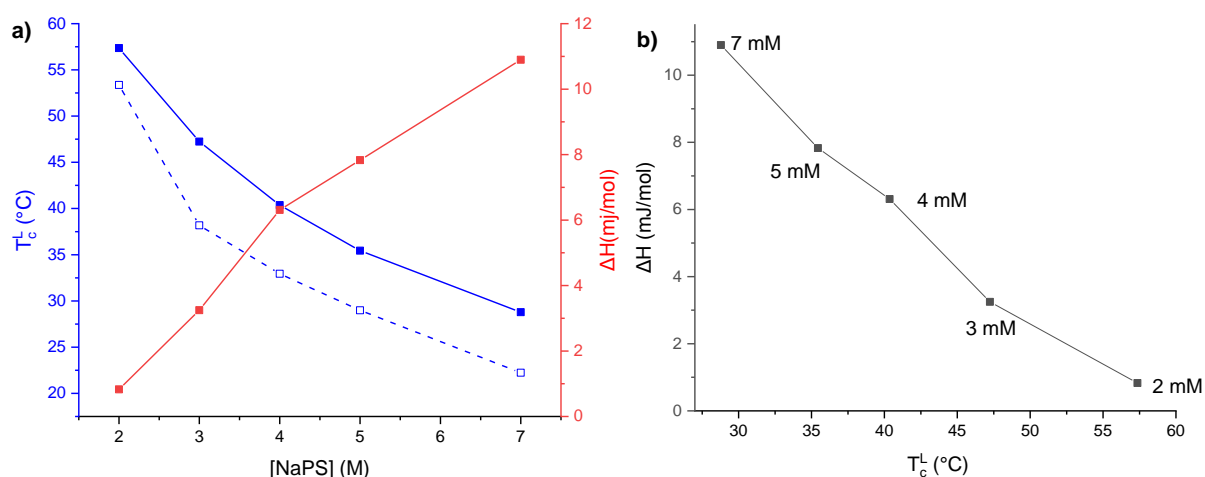 a)
60
55
50
45
40
35
30
25
20
T_c^L (°C)
12
10
8
6
4
2
0
ΔH(mj/mol)
2 3 4 5 6 7
[NaPS] (M)
b)
10
8
6
4
2
0
ΔH (mJ/mol)
7 mM
5 mM
4 mM
3 mM
2 mM
30 35 40 45 50 55 60
T_c^L (°C)